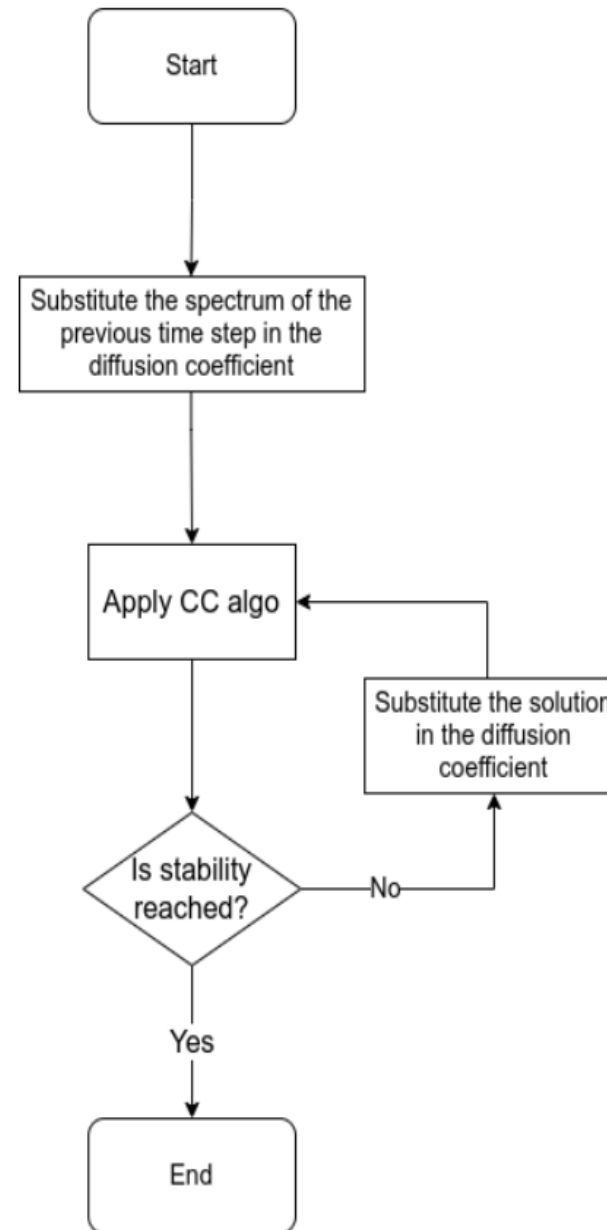 Start
Substitute the spectrum of the
previous time step in the
diffusion coefficient
Apply CC algo
Substitute the solution
in the diffusion
coefficient
Is stability
reached?
No
Yes
End